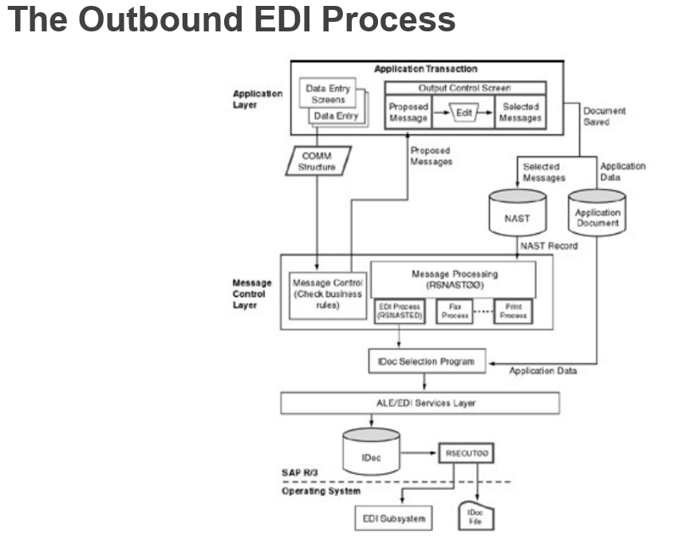 The Outbound EDI Process
Application Transaction
Application
Layer
Data Entry
Screens
Data Entry
Output Control Screen
Proposed
Message
Edit
Selected
Messages
Document
Saved
COMM
Structure
Proposed
Messages
Selected
Messages
Application
Data
NAST
Application
Document
NAST Record
Message
Control
Layer
Message Control
(Check business
rules)
Message Processing
(RSNASTOO)
EDI Process
(RSNASTED)
Fax
Process
Print
Process
IDoc Selection Program
Application Data
ALE/EDI Services Layer
IDoc
RSEOUTOO
SAP R/3
Operating System
EDI Subsystem
IDoc
File